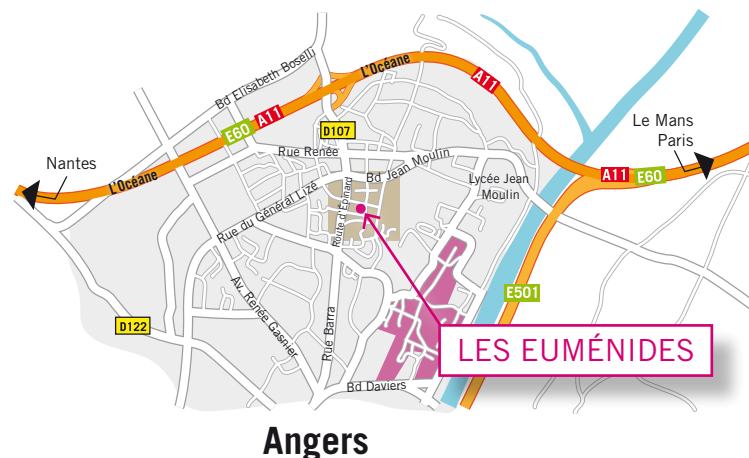 Bd Elisabeth Boselli
L'Océane
A11
E60
A11
D107
Le Mans
Paris
Rue Renée
Nantes
Bd Jean Moulin
Lycée Jean
Moulin
A11
E60
L'Océane
Rue du Général Lizé
Route d'Épinard
E501
Av. Renée Gasnier
D122
Rue Barra
LES EUMÉNIDES
Bd Daviers
Angers